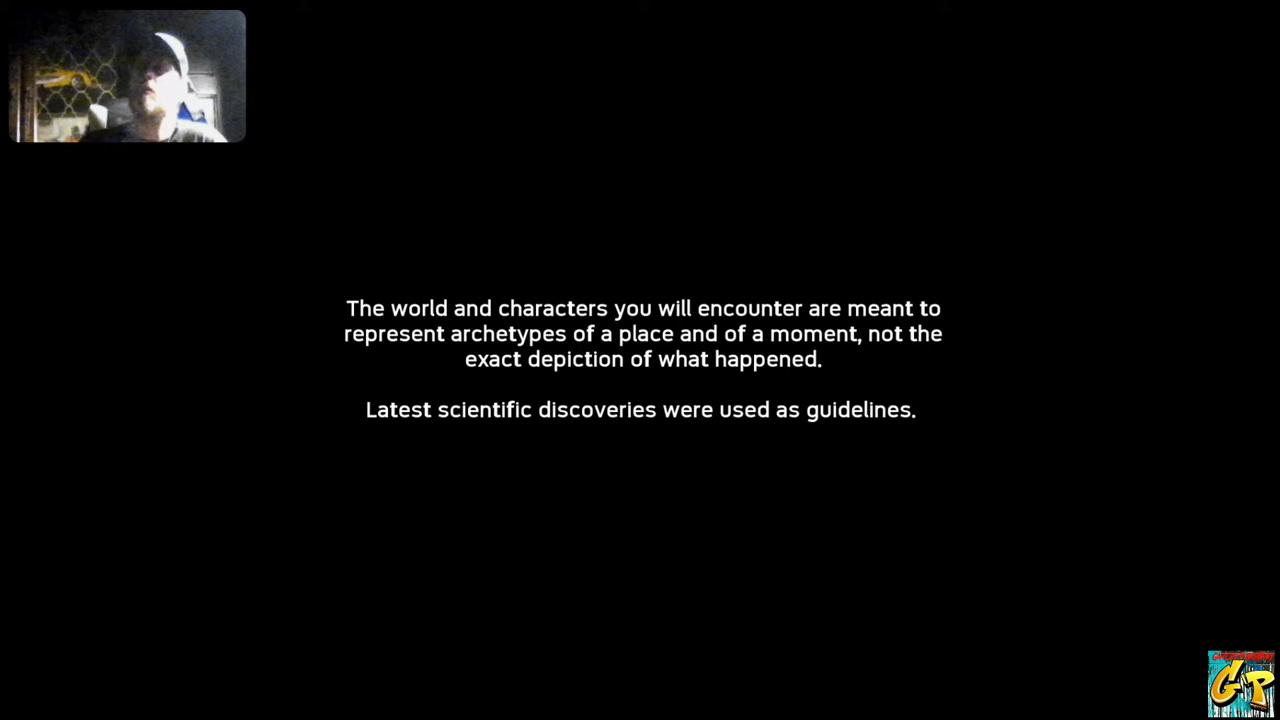 The world and characters you will encounter are meant to
represent archetypes of a place and of a moment, not the
exact depiction of what happened.
Latest scientific discoveries were used as guidelines.
GP